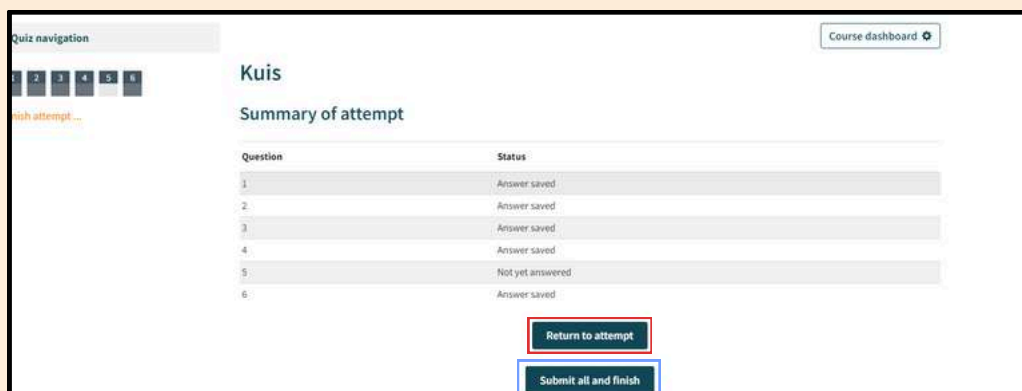 Quiz navigation
Course dashboard
1 2 3 4 5 6
Kuis
nish attempt ...
Summary of attempt
Question Status
1 Answer saved
2 Answer saved
3 Answer saved
4 Answer saved
5 Not yet answered
6 Answer saved
Return to attempt
Submit all and finish